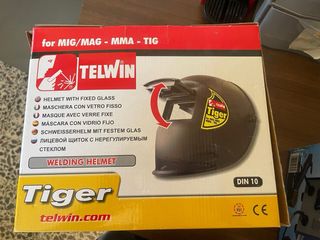 for MIG/MAG - MMA - TIG
TELWIN
HELMET WITH FIXED GLASS
MASCHERA CON VETRO FISSO
MASQUE AVEC VERRE FIXE
MÁSCARA CON VIDRIO FIJO
SCHWEISSERHELM MIT FESTEM GLAS
ЛИЦЕВОЙ ЩИТОК С НЕРЕГУЛИРУЕМЫМ
СТЕКЛОМ
WELDING HELMET
Tiger
DIN 10
Tiger
telwin.com
CE